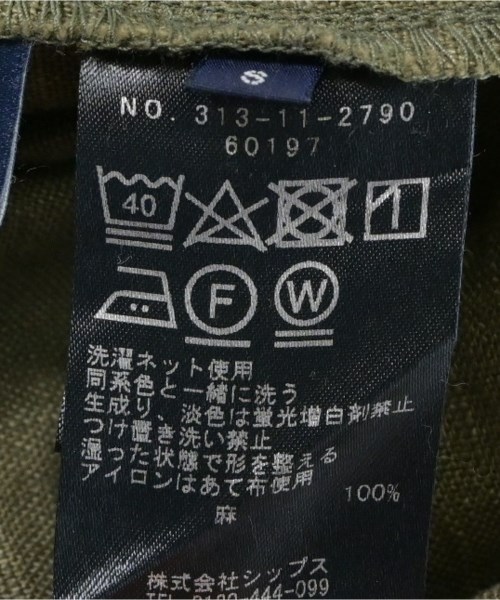 S
NO. 313-11-2790
60197
40
F
W
洗濯ネット使用
同系色と一緒に洗う
生成り、淡色は蛍光増白剤禁止
つけ置き洗い禁止
湿った状態で形を整える
アイロンはあて布使用
100%
麻
株式会社シップス
444-099